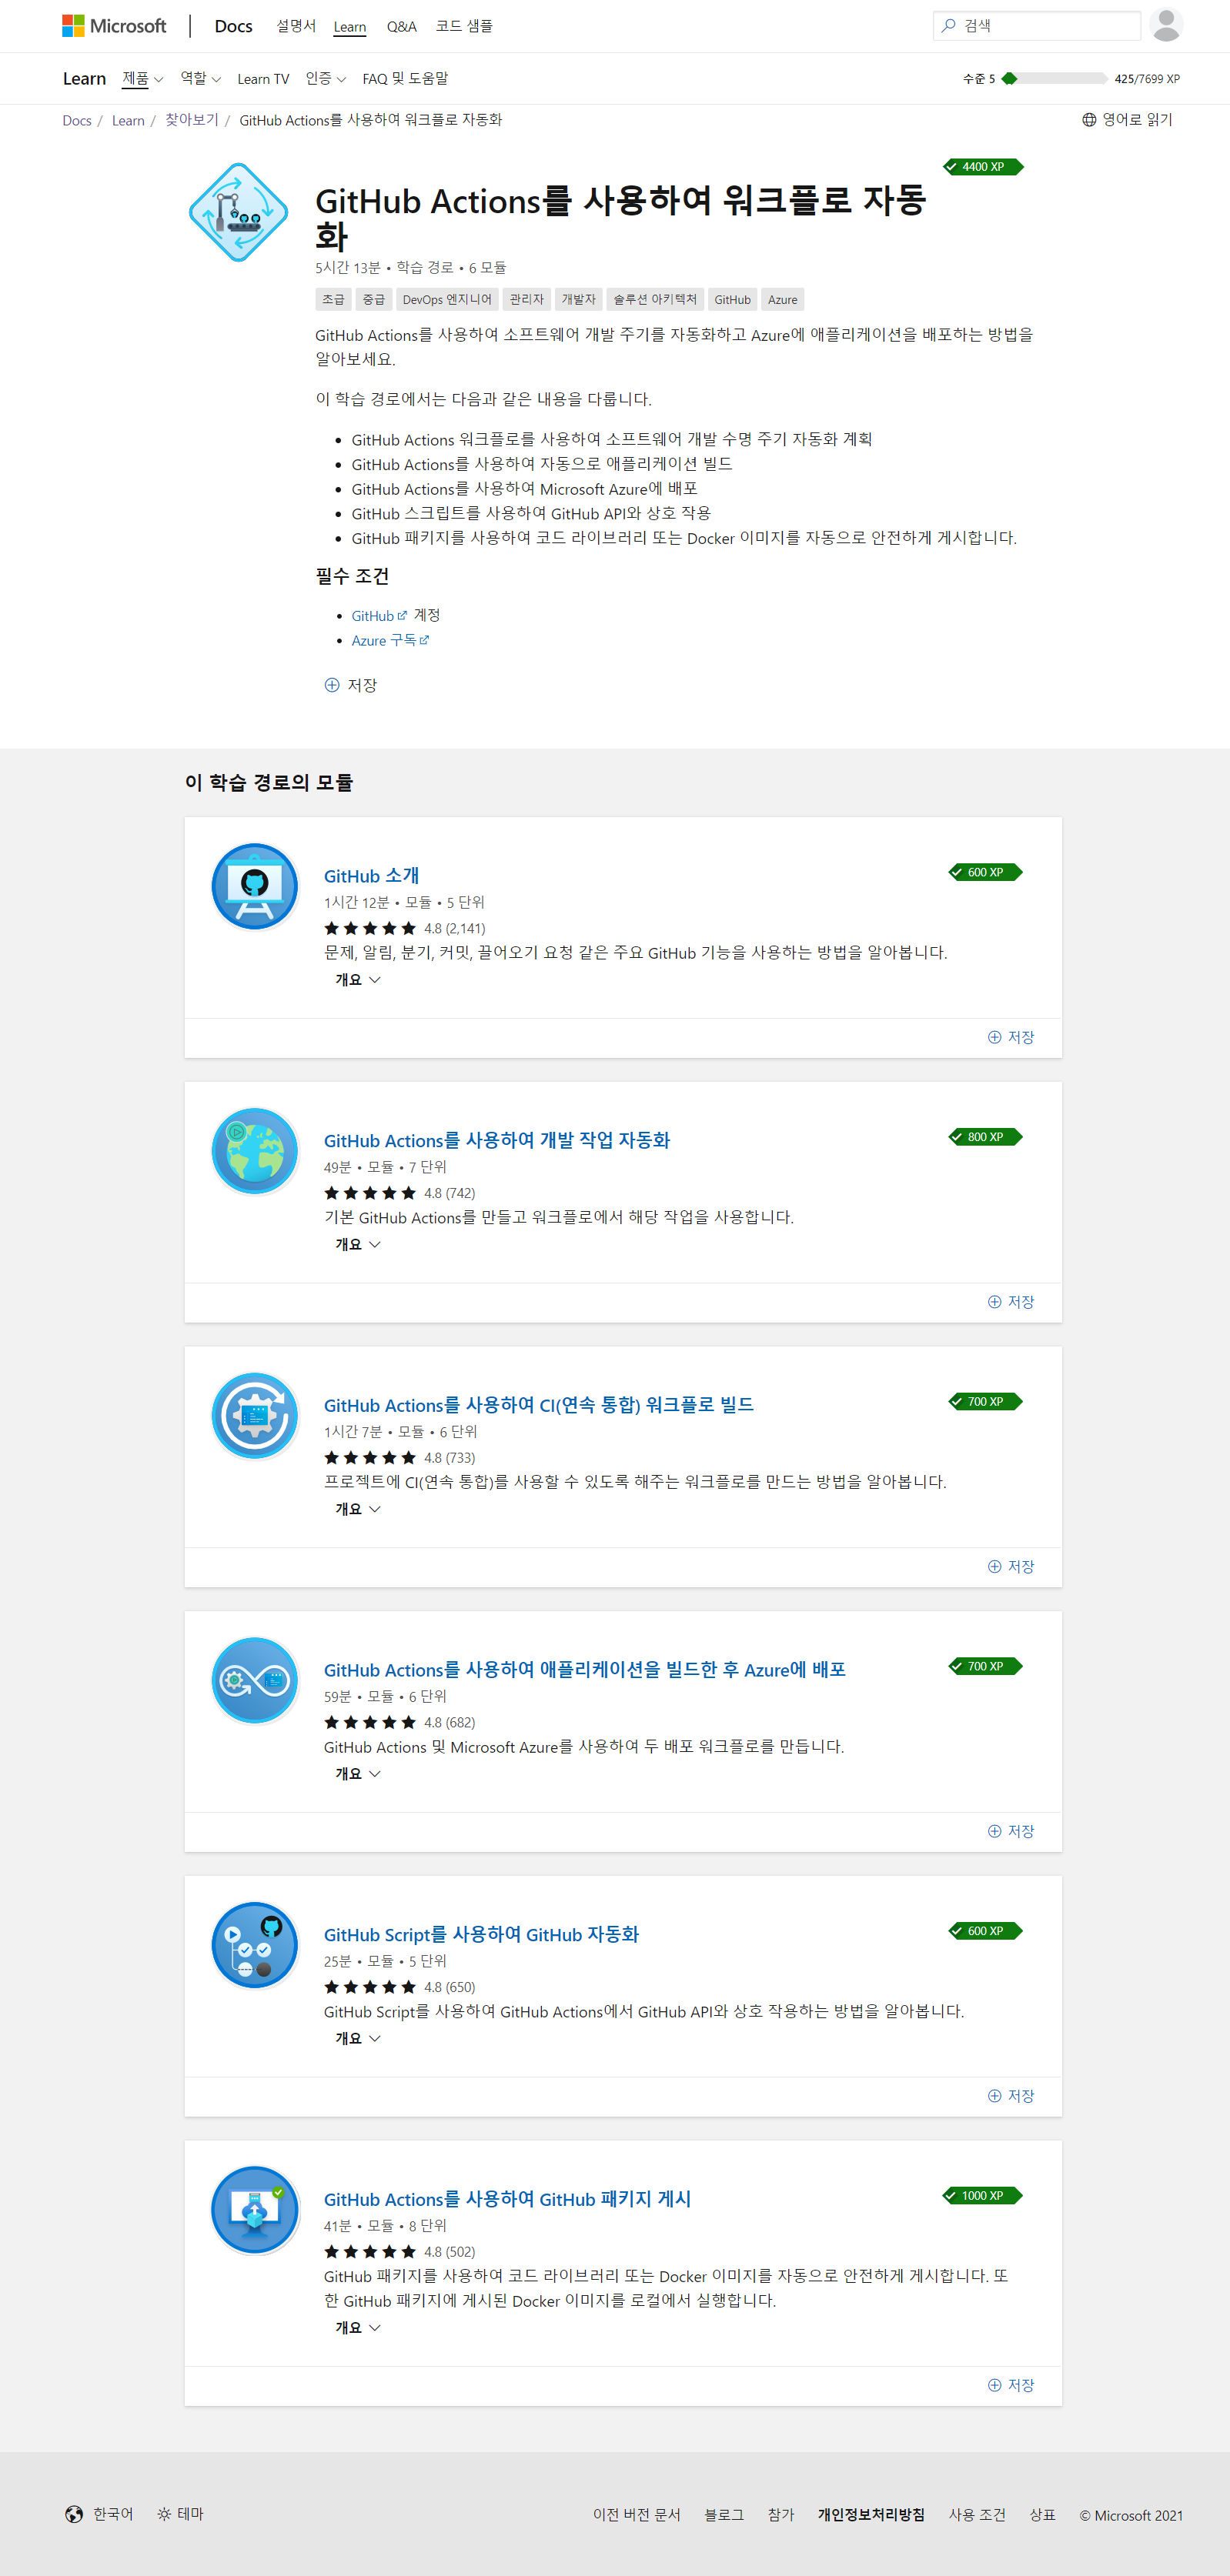 Microsoft Docs 설명서 Learn Q&A 코드 샘플 검색
Learn 제품 역할 Learn TV 인증 FAQ 및 도움말 수준 5 425/7699 XP
Docs / Learn / 찾아보기 / GitHub Actions를 사용하여 워크플로 자동화 영어로 읽기
4400 XP
GitHub Actions를 사용하여 워크플로 자동
화
5시간 13분 • 학습 경로 • 6 모듈
초급 중급 DevOps 엔지니어 관리자 개발자 솔루션 아키텍처 GitHub Azure
GitHub Actions를 사용하여 소프트웨어 개발 주기를 자동화하고 Azure에 애플리케이션을 배포하는 방법을
알아보세요.
이 학습 경로에서는 다음과 같은 내용을 다룹니다.
• GitHub Actions 워크플로를 사용하여 소프트웨어 개발 수명 주기 자동화 계획
• GitHub Actions를 사용하여 자동으로 애플리케이션 빌드
• GitHub Actions를 사용하여 Microsoft Azure에 배포
• GitHub 스크립트를 사용하여 GitHub API와 상호 작용
• GitHub 패키지를 사용하여 코드 라이브러리 또는 Docker 이미지를 자동으로 안전하게 게시합니다.
필수 조건
• GitHub 계정
• Azure 구독
저장
이 학습 경로의 모듈
GitHub 소개
600 XP
1시간 12분 • 모듈 • 5 단위
4.8 (2,141)
문제, 알림, 분기, 커밋, 끌어오기 요청 같은 주요 GitHub 기능을 사용하는 방법을 알아봅니다.
개요
저장
GitHub Actions를 사용하여 개발 작업 자동화
800 XP
49분 • 모듈 • 7 단위
4.8 (742)
기본 GitHub Actions를 만들고 워크플로에서 해당 작업을 사용합니다.
개요
저장
GitHub Actions를 사용하여 CI(연속 통합) 워크플로 빌드
700 XP
1시간 7분 • 모듈 • 6 단위
4.8 (733)
프로젝트에 CI(연속 통합)를 사용할 수 있도록 해주는 워크플로를 만드는 방법을 알아봅니다.
개요
저장
GitHub Actions를 사용하여 애플리케이션을 빌드한 후 Azure에 배포
700 XP
59분 • 모듈 • 6 단위
4.8 (682)
GitHub Actions 및 Microsoft Azure를 사용하여 두 배포 워크플로를 만듭니다.
개요
저장
GitHub Script를 사용하여 GitHub 자동화
600 XP
25분 • 모듈 • 5 단위
4.8 (650)
GitHub Script를 사용하여 GitHub Actions에서 GitHub API와 상호 작용하는 방법을 알아봅니다.
개요
저장
GitHub Actions를 사용하여 GitHub 패키지 게시
1000 XP
41분 • 모듈 • 8 단위
4.8 (502)
GitHub 패키지를 사용하여 코드 라이브러리 또는 Docker 이미지를 자동으로 안전하게 게시합니다. 또
한 GitHub 패키지에 게시된 Docker 이미지를 로컬에서 실행합니다.
개요
저장
한국어 테마 이전 버전 문서 블로그 참가 개인정보처리방침 사용 조건 상표 © Microsoft 2021